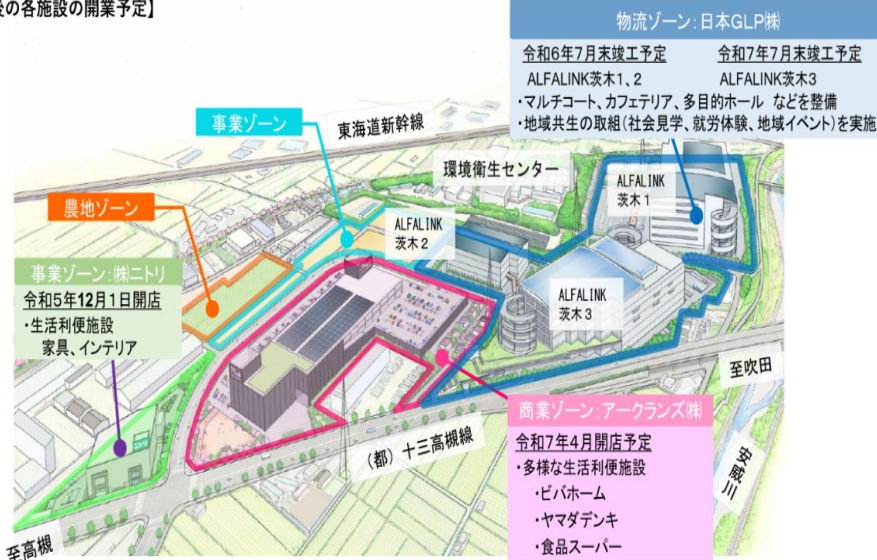 後の各施設の開業予定】
物流ゾーン:日本GLP㈱
令和6年7月末竣工予定
ALFALINK茨木1、2
令和7年7月末竣工予定
ALFALINK茨木3
・マルチコート、カフェテリア、多目的ホール などを整備
・地域共生の取組(社会見学、就労体験、地域イベント)を実施
事業ゾーン
東海道新幹線
環境衛生センター
ALFALINK
茨木1
農地ゾーン
ALFALINK
茨木2
事業ゾーン:㈱ニトリ
令和5年12月1日開店
・生活利便施設
家具、インテリア
ALFALINK
茨木3
至吹田
商業ゾーン:アークランズ㈱
令和7年4月開店予定
・多様な生活利便施設
・ビバホーム
・ヤマダデンキ
・食品スーパー
(都)十三高槻線
安威川
至高槻